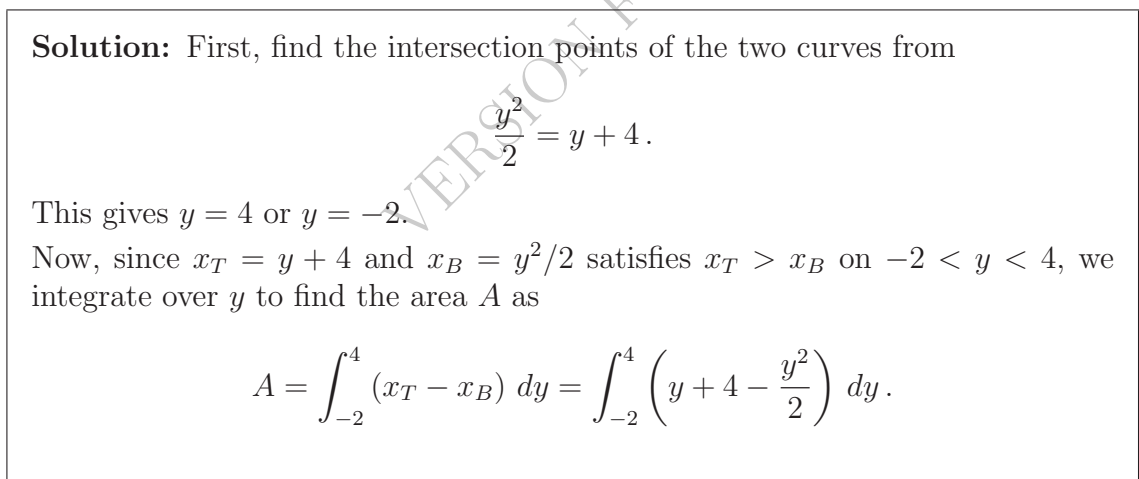 Solution: First, find the intersection points of the two curves from
y²/2 = y + 4 .
This gives y = 4 or y = −2.
Now, since x_T = y + 4 and x_B = y²/2 satisfies x_T > x_B on −2 < y < 4, we
integrate over y to find the area A as
A = ∫_{−2}^{4} (x_T − x_B) dy = ∫_{−2}^{4} (y + 4 − y²/2) dy .
VERSION